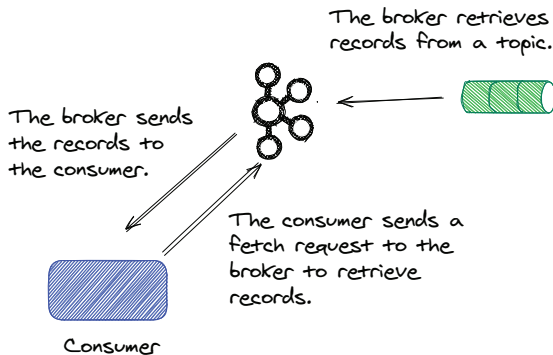 The broker retrieves
records from a topic.
The broker sends
the records to
the consumer.
The consumer sends a
fetch request to the
broker to retrieve
records.
Consumer